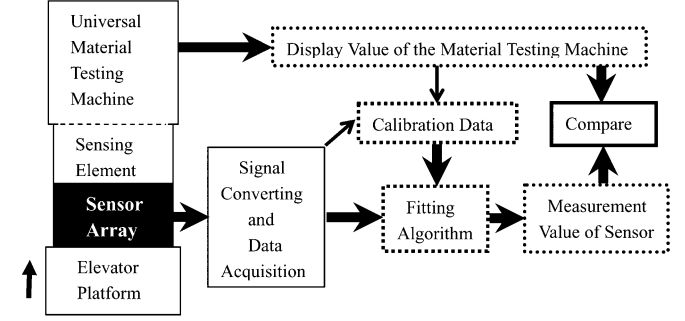 Universal
Material
Testing
Machine
Display Value of the Material Testing Machine
Calibration Data
Compare
Sensing
Element
Sensor
Array
Signal
Converting
and
Data
Acquisition
Fitting
Algorithm
Measurement
Value of Sensor
Elevator
Platform